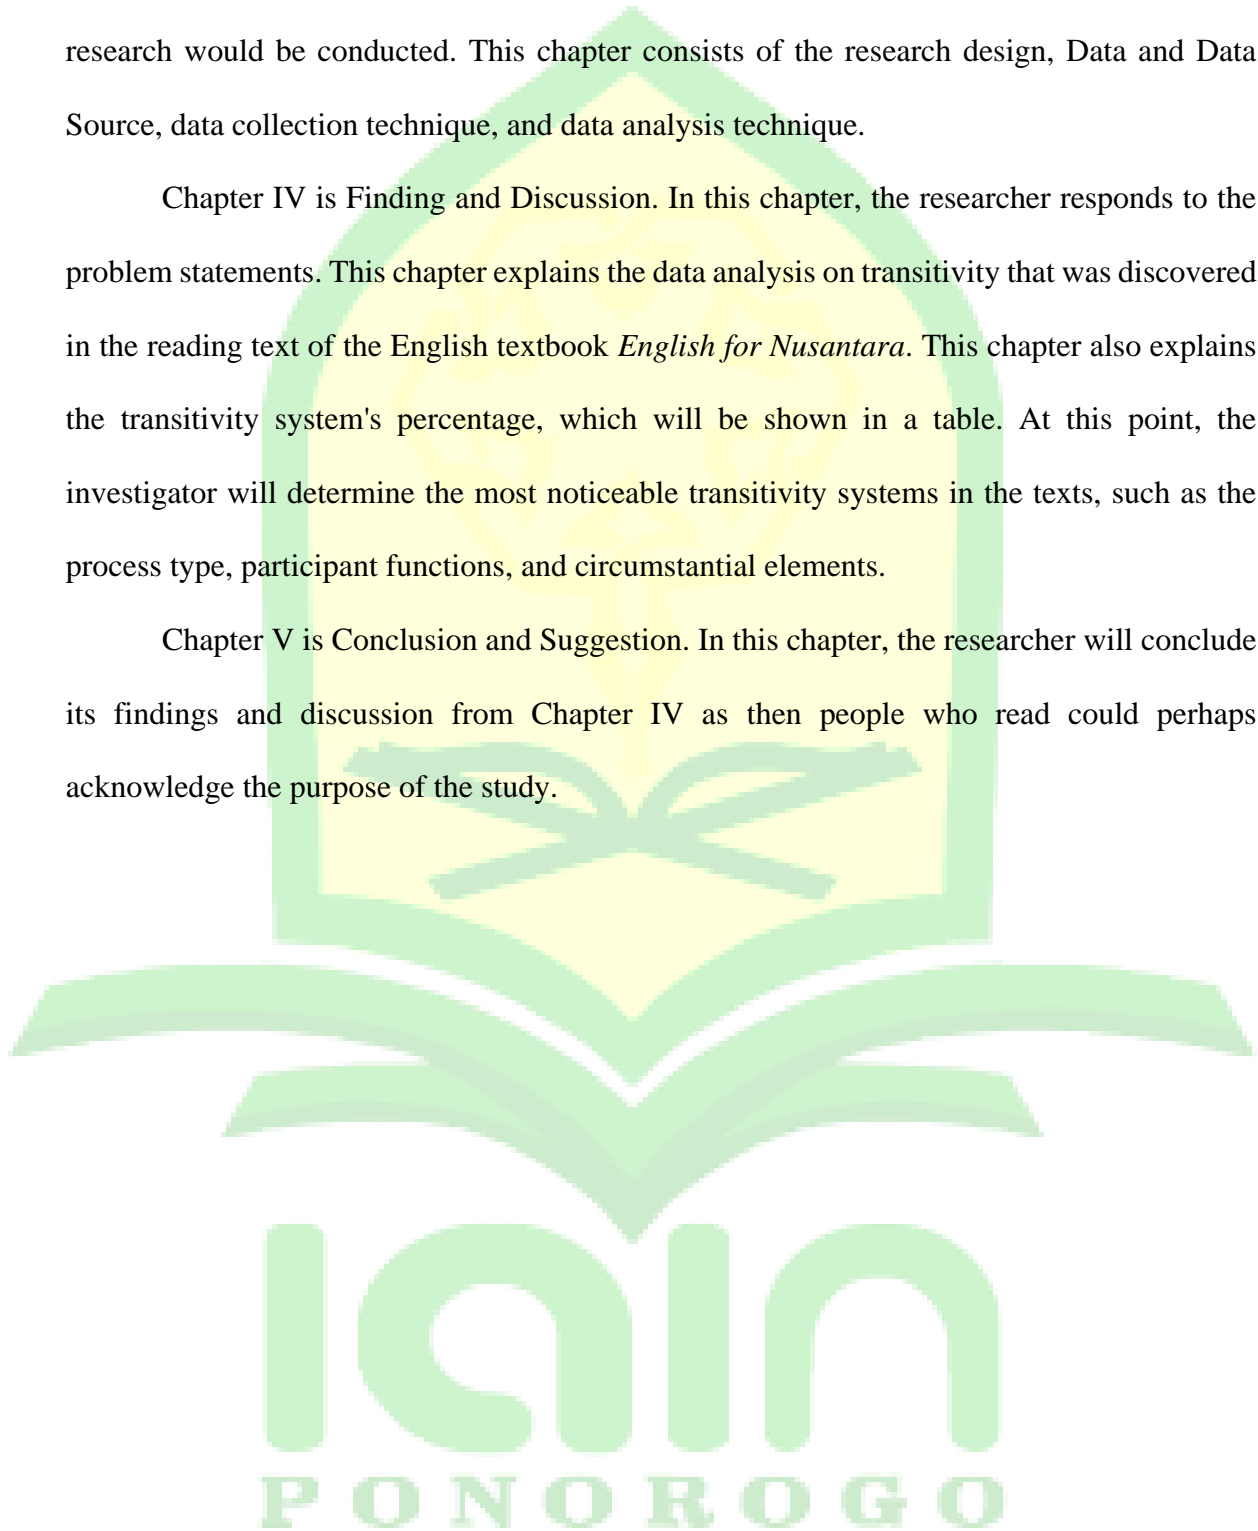 research would be conducted. This chapter consists of the research design, Data and Data
Source, data collection technique, and data analysis technique.
Chapter IV is Finding and Discussion. In this chapter, the researcher responds to the
problem statements. This chapter explains the data analysis on transitivity that was discovered
in the reading text of the English textbook English for Nusantara. This chapter also explains
the transitivity system's percentage, which will be shown in a table. At this point, the
investigator will determine the most noticeable transitivity systems in the texts, such as the
process type, participant functions, and circumstantial elements.
Chapter V is Conclusion and Suggestion. In this chapter, the researcher will conclude
its findings and discussion from Chapter IV as then people who read could perhaps
acknowledge the purpose of the study.
iain
PONOROGO